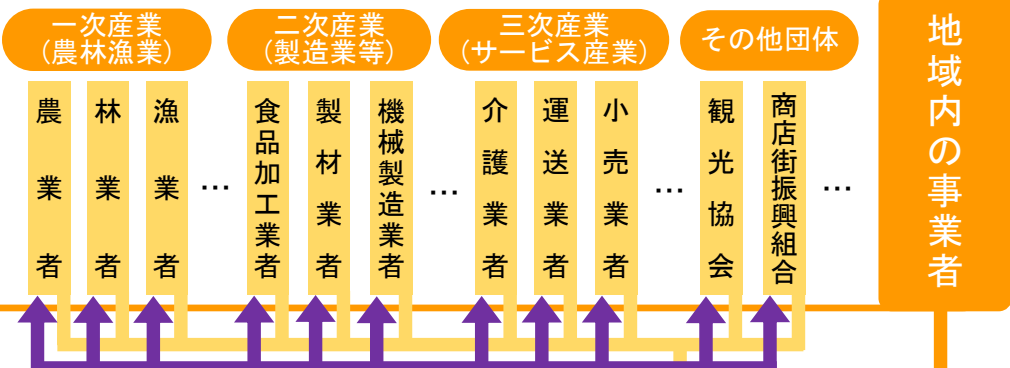 一次産業
(農林漁業)
二次産業
(製造業等)
三次産業
(サービス産業)
その他団体
地域内の事業者
農業者
林業者
漁業者
…
食品加工業者
製材業者
機械製造業者
…
介護業者
運送業者
小売業者
…
観光協会
商店街振興組合
…